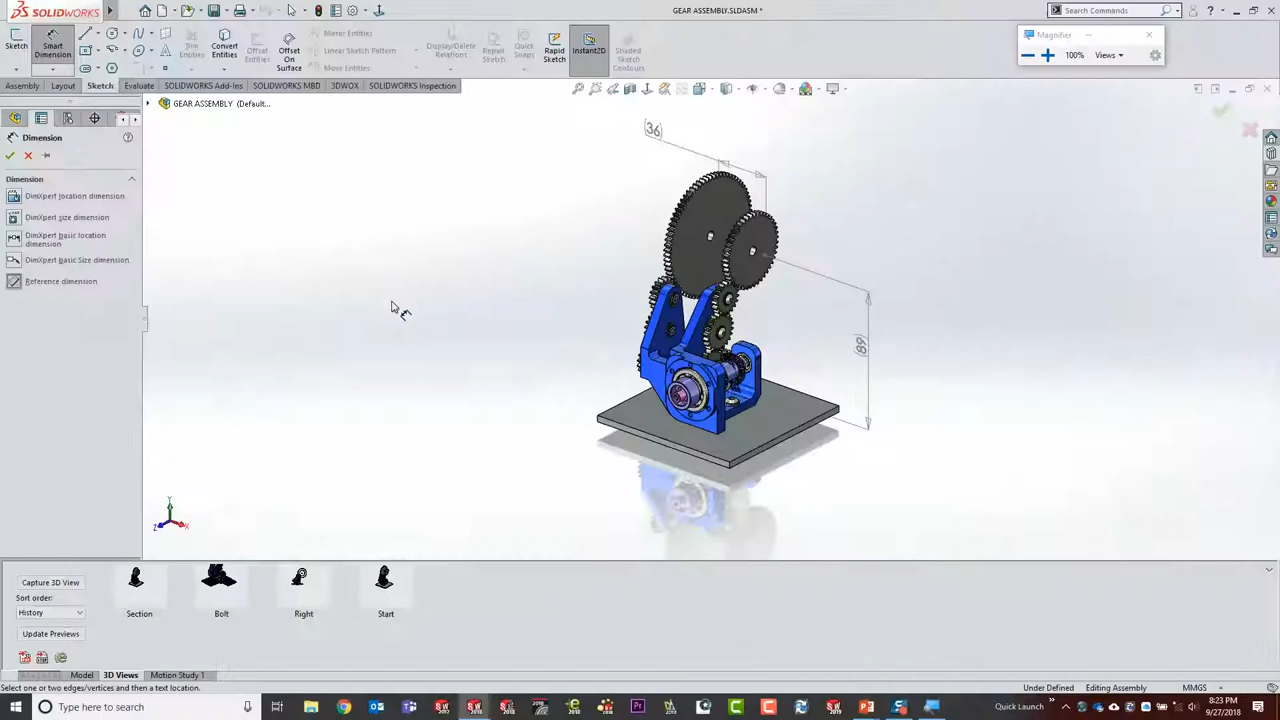 SOLIDWORKS
GEAR ASSEMBLY.SLDASM *
Search Commands
Sketch
Smart Dimension
Trim Entities
Convert Entities
Offset Entities
Offset On Surface
Mirror Entities
Linear Sketch Pattern
Move Entities
Display/Delete Relations
Repair Sketch
Quick Snaps
Rapid Sketch
Instant2D
Shaded Sketch Contours
Magnifier
100% Views
Assembly Layout Sketch Evaluate SOLIDWORKS Add-Ins SOLIDWORKS MBD 3DWOX SOLIDWORKS Inspection
GEAR ASSEMBLY (Default...
Dimension
Dimension
DimXpert location dimension
DimXpert size dimension
DimXpert basic location
dimension
DimXpert Basic Size dimension
Reference dimension
36
89
Y
Z
X
Capture 3D View
Sort order:
History
Update Previews
Section
Bolt
Right
Start
Model 3D Views Motion Study 1
Select one or two edges/vertices and then a text location.
Under Defined Editing Assembly MMGS
Type here to search
Quick Launch
8:23 PM
9/27/2018